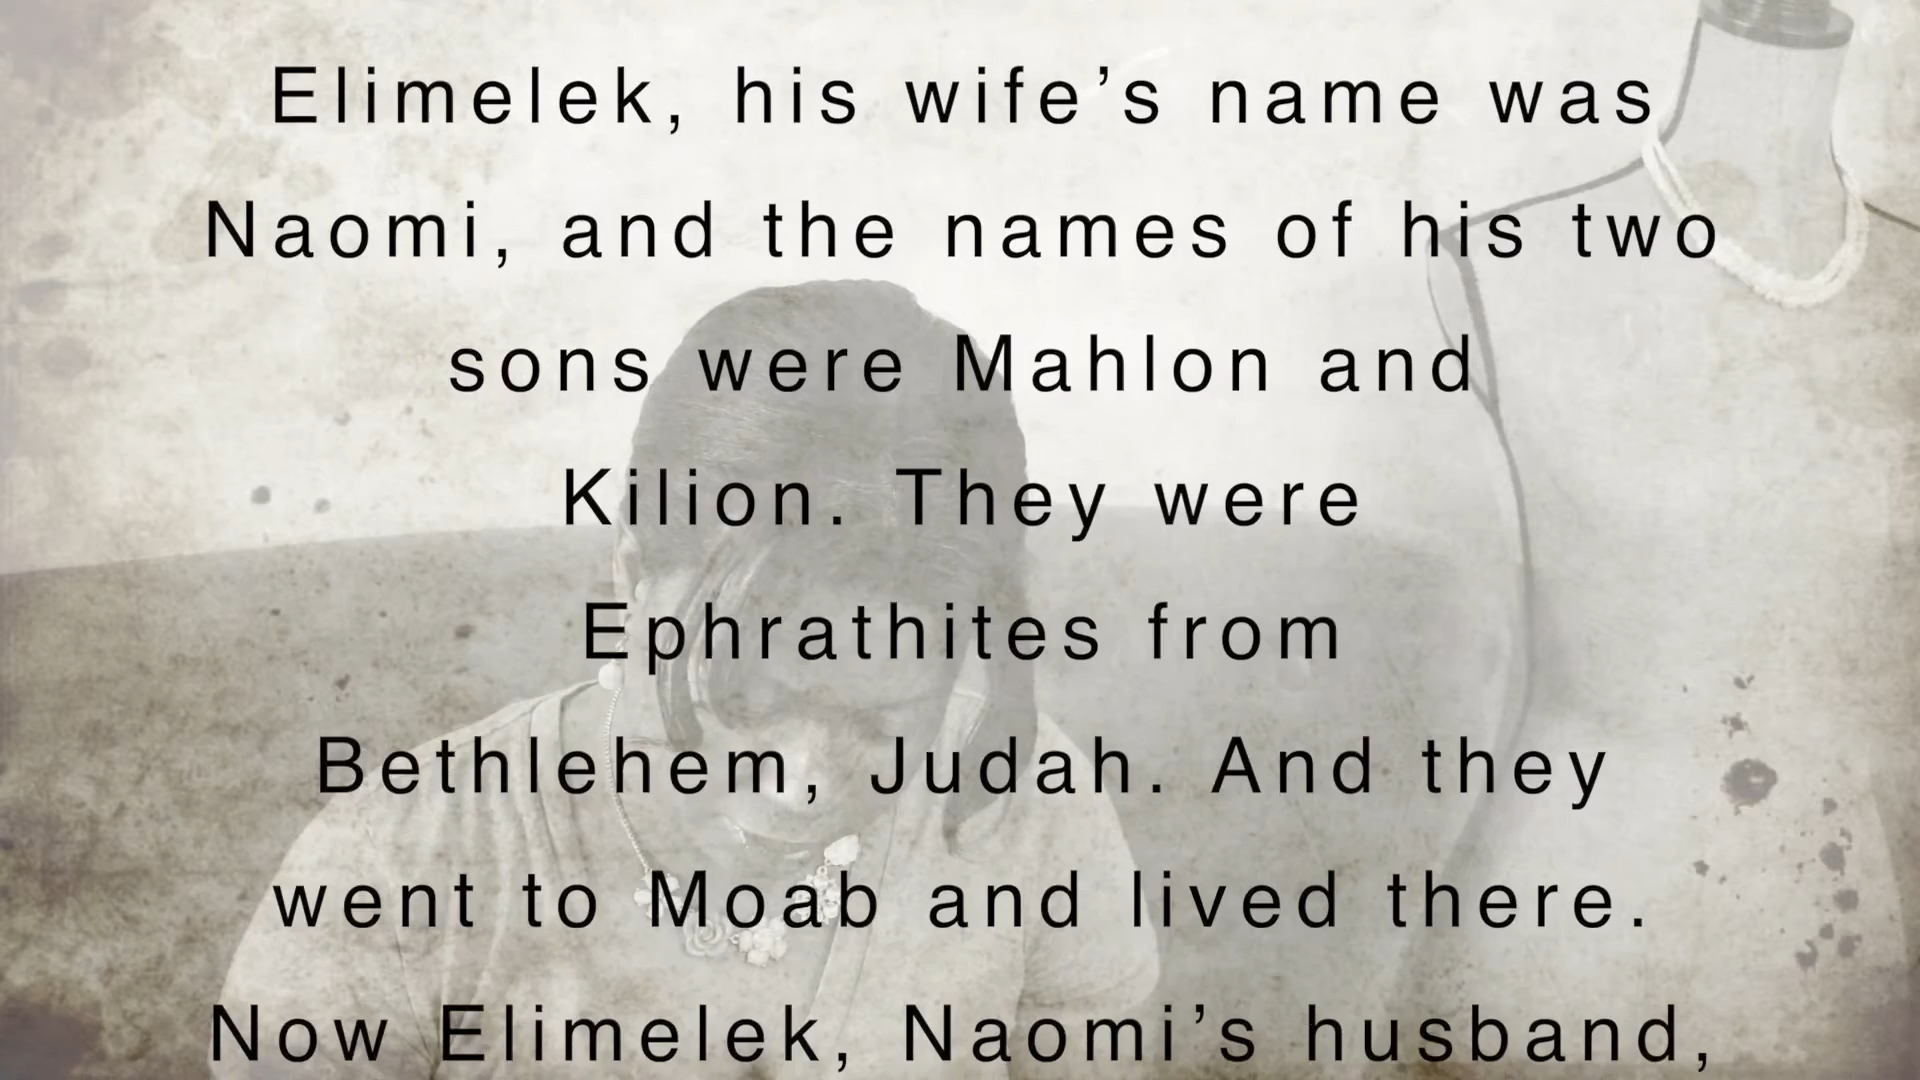 Elimelek, his wife’s name was
Naomi, and the names of his two
sons were Mahlon and
Kilion. They were
Ephrathites from
Bethlehem, Judah. And they
went to Moab and lived there.
Now Elimelek, Naomi’s husband,